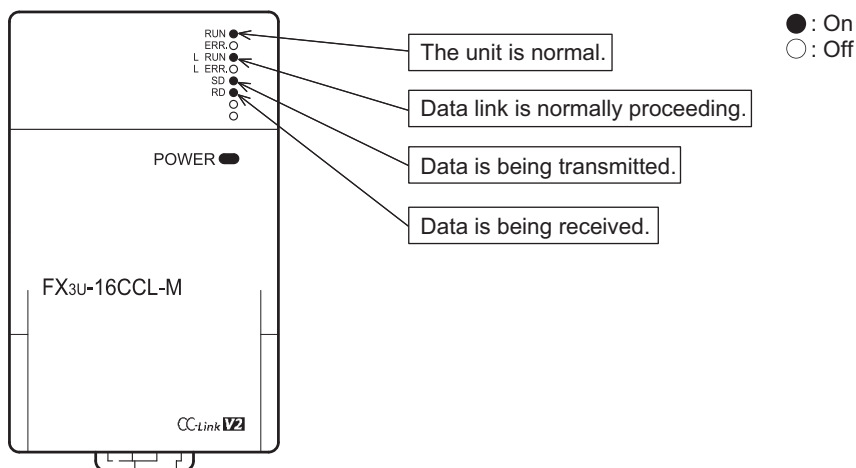 RUN
ERR.
L RUN
L ERR.
SD
RD
POWER
FX3U-16CCL-M
CC-Link V2
The unit is normal.
Data link is normally proceeding.
Data is being transmitted.
Data is being received.
: On
: Off